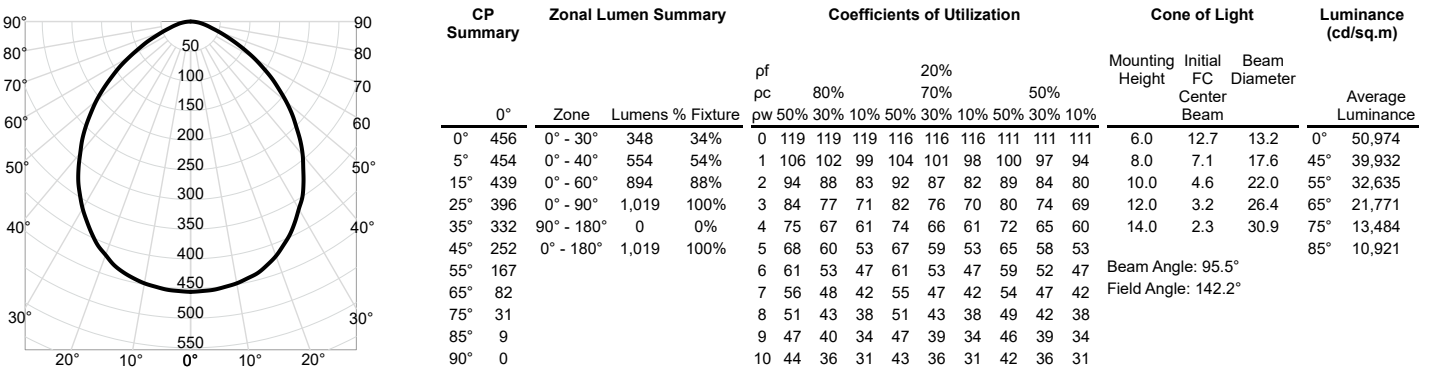 90° 90
80° 80
70° 70
60° 60
50° 50°
40° 40°
30° 30°
20° 10° 0° 10° 20°
50
100
150
200
250
300
350
400
450
500
550
CP Summary
0°
0° 456
5° 454
15° 439
25° 396
35° 332
45° 252
55° 167
65° 82
75° 31
85° 9
90° 0
Zonal Lumen Summary
Zone Lumens % Fixture
0° - 30° 348 34%
0° - 40° 554 54%
0° - 60° 894 88%
0° - 90° 1,019 100%
90° - 180° 0 0%
0° - 180° 1,019 100%
Coefficients of Utilization
ρf 20%
ρc 80% 70% 50%
ρw 50% 30% 10% 50% 30% 10% 50% 30% 10%
0 119 119 119 116 116 116 111 111 111
1 106 102 99 104 101 98 100 97 94
2 94 88 83 92 87 82 89 84 80
3 84 77 71 82 76 70 80 74 69
4 75 67 61 74 66 61 72 65 60
5 68 60 53 67 59 53 65 58 53
6 61 53 47 61 53 47 59 52 47
7 56 48 42 55 47 42 54 47 42
8 51 43 38 51 43 38 49 42 38
9 47 40 34 47 39 34 46 39 34
10 44 36 31 43 36 31 42 36 31
Cone of Light
Mounting Initial Beam
Height FC Diameter
Center
Beam
6.0 12.7 13.2
8.0 7.1 17.6
10.0 4.6 22.0
12.0 3.2 26.4
14.0 2.3 30.9
Beam Angle: 95.5°
Field Angle: 142.2°
Luminance
(cd/sq.m)
Average
Luminance
0° 50,974
45° 39,932
55° 32,635
65° 21,771
75° 13,484
85° 10,921